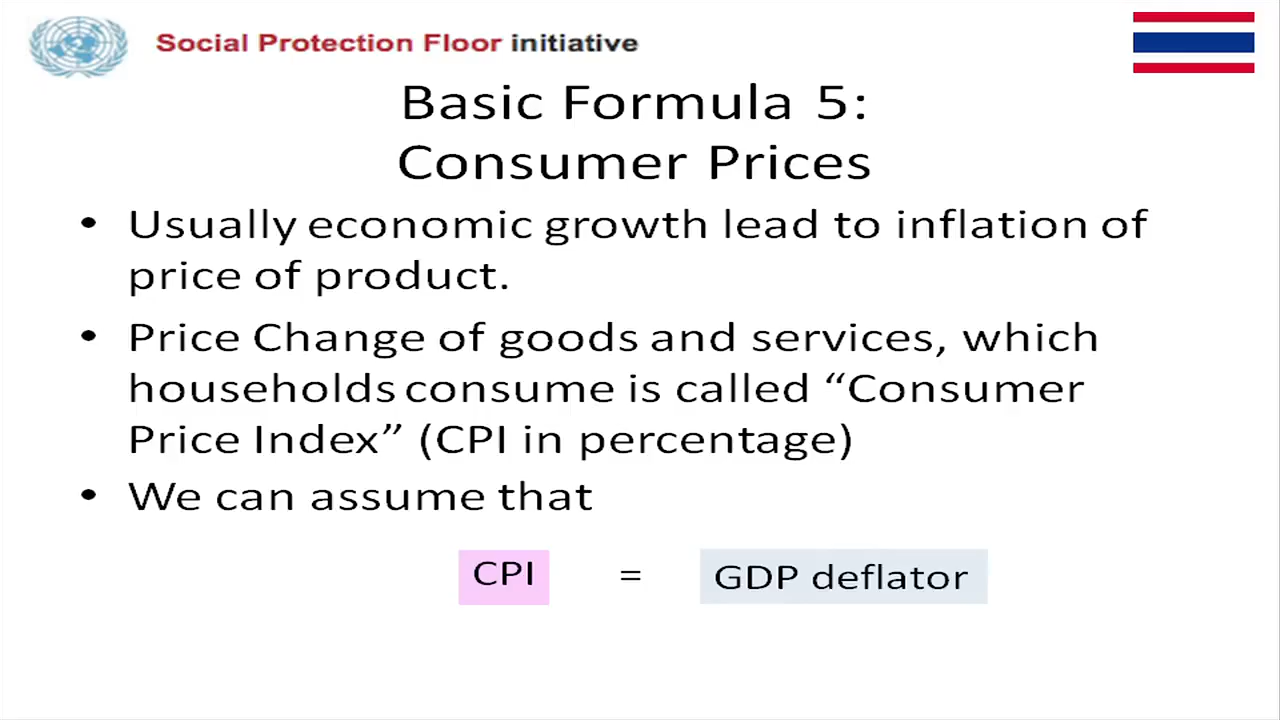 Social Protection Floor initiative
Basic Formula 5:
Consumer Prices
• Usually economic growth lead to inflation of
price of product.
• Price Change of goods and services, which
households consume is called “Consumer
Price Index” (CPI in percentage)
• We can assume that
CPI = GDP deflator